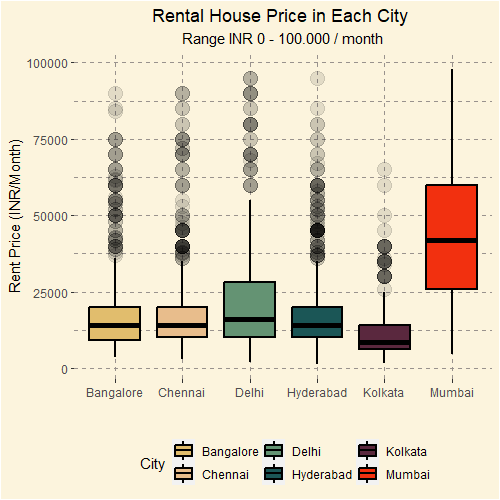 Rental House Price in Each City
Range INR 0 - 100.000 / month
Rent Price (INR/Month)
100000
75000
50000
25000
0
Bangalore Chennai Delhi Hyderabad Kolkata Mumbai
City
Bangalore Delhi Kolkata
Chennai Hyderabad Mumbai